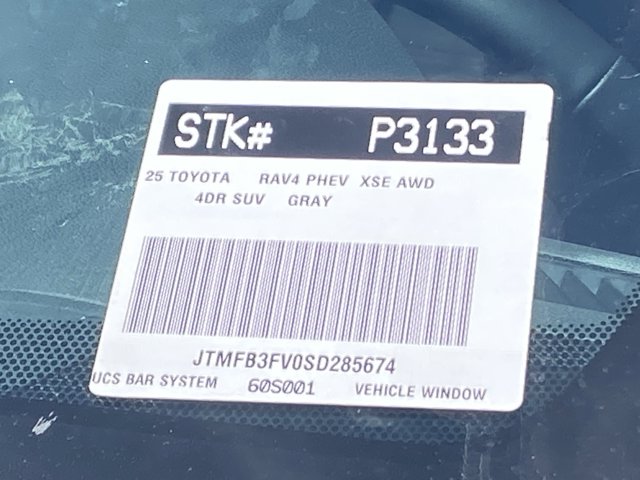 STK# P3133
25 TOYOTA RAV4 PHEV XSE AWD
4DR SUV GRAY
JTMFB3FV0SD285674
UCS BAR SYSTEM 60S001 VEHICLE WINDOW